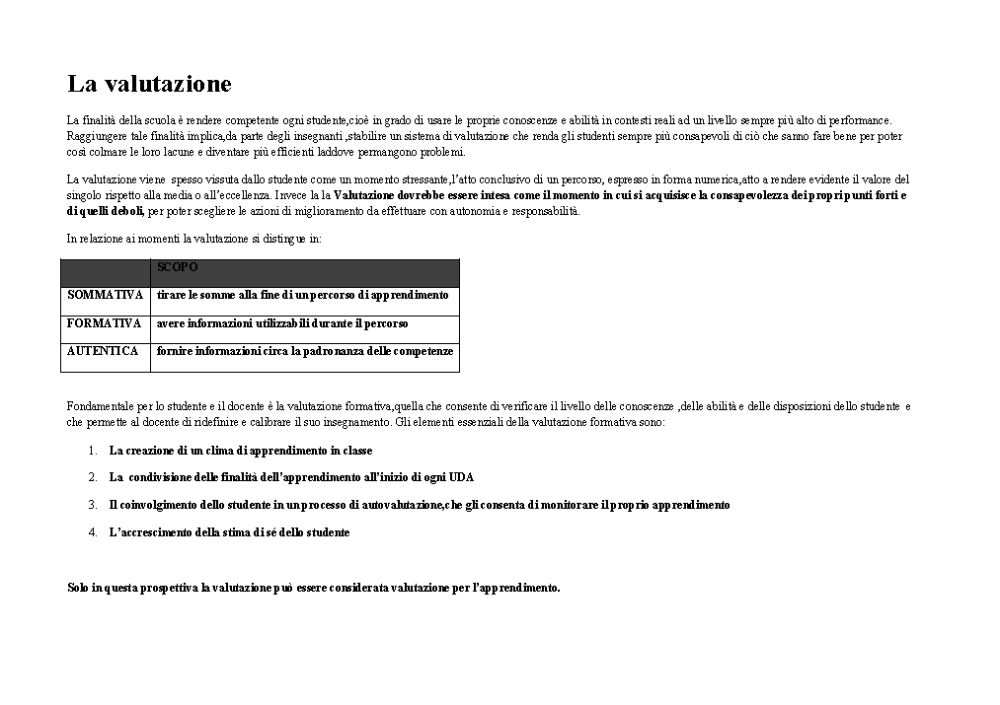 La valutazione
La finalità della scuola è rendere competente ogni studente,cioè in grado di usare le proprie conoscenze e abilità in contesti reali ad un livello sempre più alto di performance.
Raggiungere tale finalità implica,da parte degli insegnanti ,stabilire un sistema di valutazione che renda gli studenti sempre più consapevoli di ciò che sanno fare bene per poter
così colmare le loro lacune e diventare più efficienti laddove permangono problemi.
La valutazione viene  spesso vissuta dallo studente come un momento stressante,l’atto conclusivo di un percorso, espresso in forma numerica,atto a rendere evidente il valore del
singolo rispetto alla media o all’eccellenza. Invece la la Valutazione dovrebbe essere intesa come il momento in cui si acquisisce la consapevolezza dei propri punti forti e
di quelli deboli, per poter scegliere le azioni di miglioramento da effettuare con autonomia e responsabilità.
In relazione ai momenti la valutazione si distingue in:
SCOPO
SOMMATIVA tirare le somme alla fine di un percorso di apprendimento
FORMATIVA avere informazioni utilizzabili durante il percorso
AUTENTICA fornire informazioni circa la padronanza delle competenze
Fondamentale per lo studente e il docente è la valutazione formativa,quella che consente di verificare il livello delle conoscenze ,delle abilità e delle disposizioni dello studente  e
che permette al docente di ridefinire e calibrare il suo insegnamento. Gli elementi essenziali della valutazione formativa sono:
1. La creazione di un clima di apprendimento in classe
2. La  condivisione delle finalità dell’apprendimento all’inizio di ogni UDA
3. Il coinvolgimento dello studente in un processo di autovalutazione,che gli consenta di monitorare il proprio apprendimento
4. L’accrescimento della stima di sé dello studente
Solo in questa prospettiva la valutazione può essere considerata valutazione per l’apprendimento.